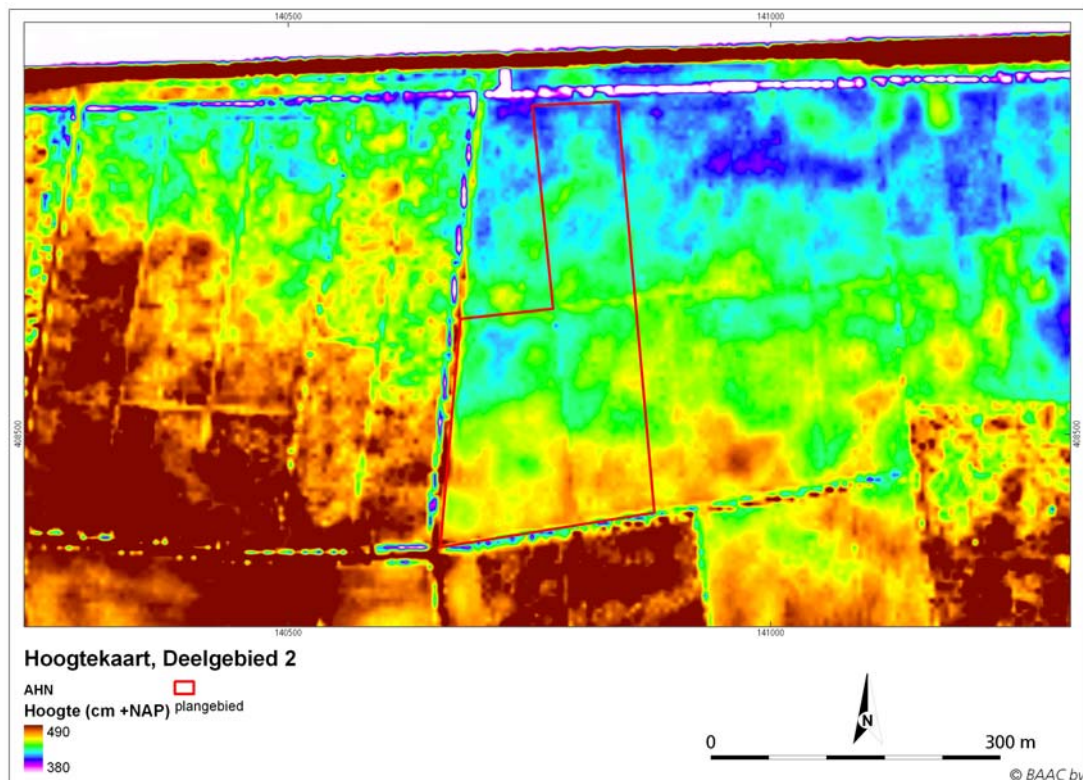 140500 141000
408500 408500
140500 141000
Hoogtekaart, Deelgebied 2
AHN
Hoogte (cm +NAP) plangebied
490
380
N
0 300 m
© BAAC bv